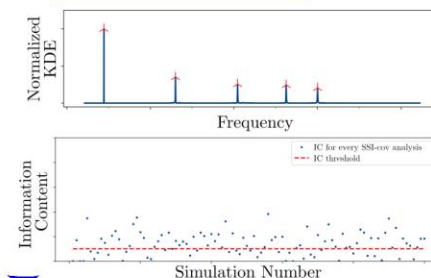 Normalized
KDE
Frequency
Information
Content
IC for every SSI-cov analysis
IC threshold
Simulation Number